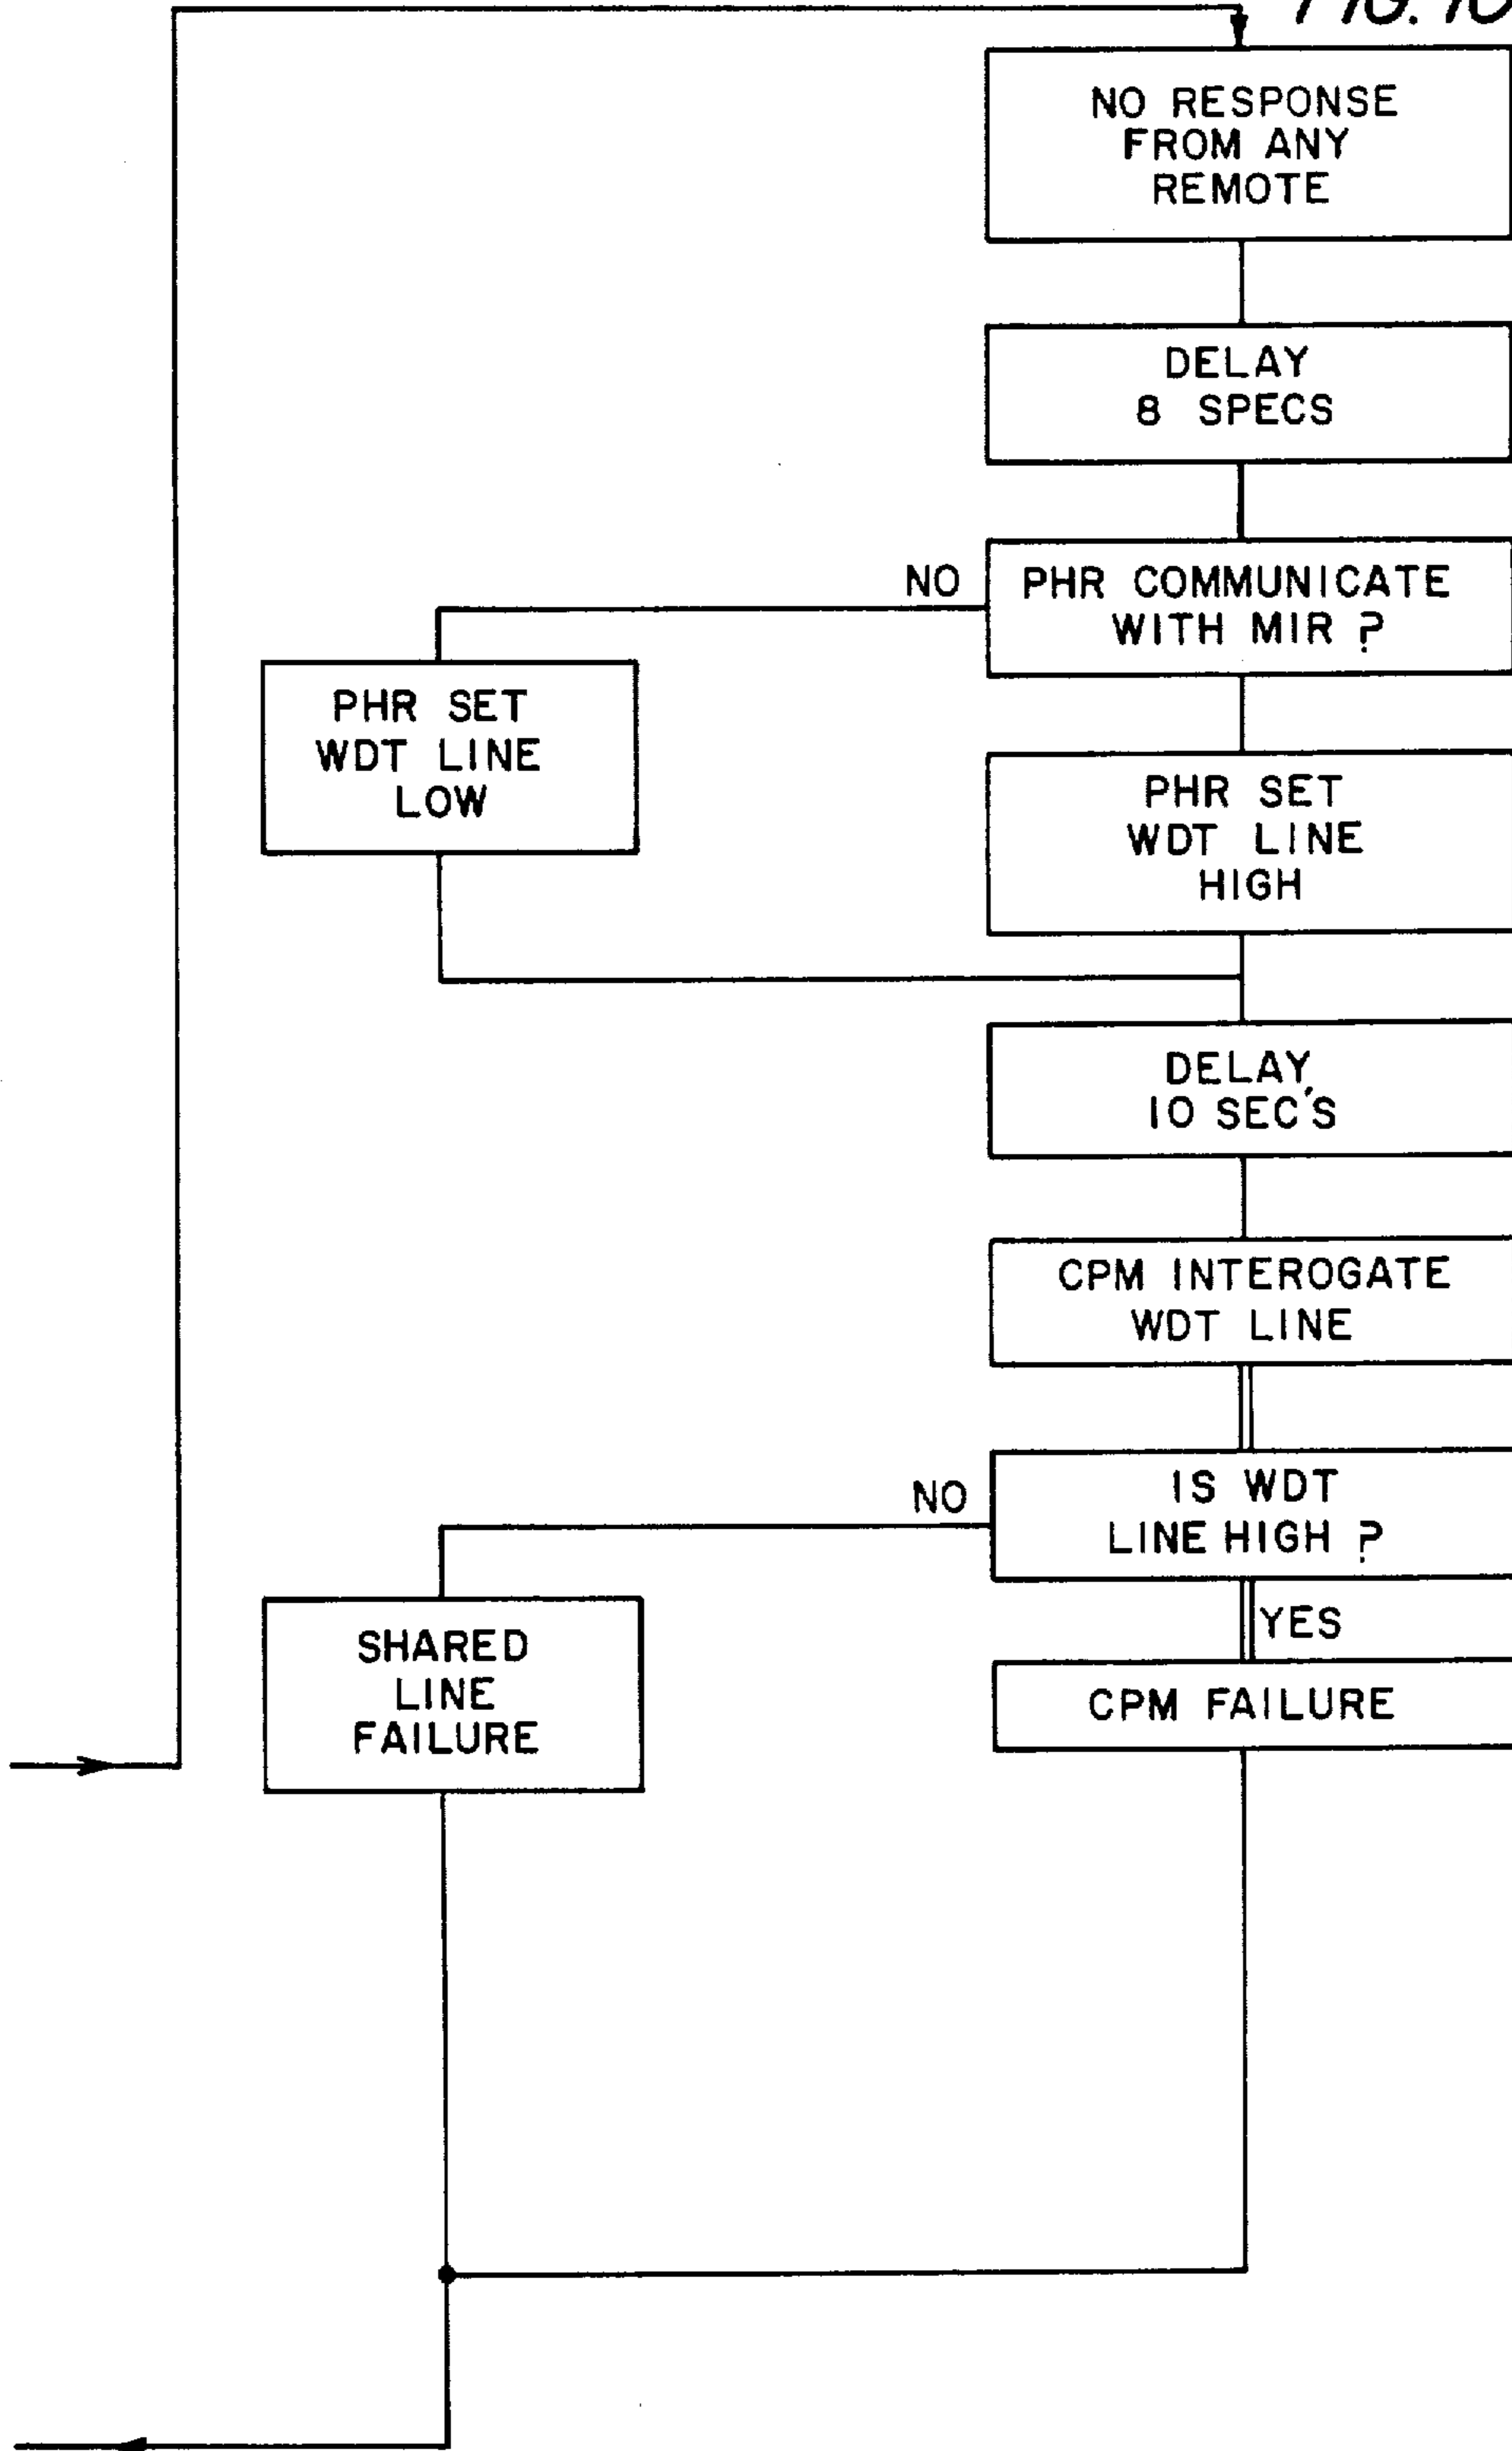 FIG. 10
NO RESPONSE
FROM ANY
REMOTE
DELAY
8 SPECS
NO
PHR COMMUNICATE
WITH MIR ?
PHR SET
WDT LINE
LOW
PHR SET
WDT LINE
HIGH
DELAY
10 SEC'S
CPM INTEROGATE
WDT LINE
NO
IS WDT
LINE HIGH ?
YES
SHARED
LINE
FAILURE
CPM FAILURE